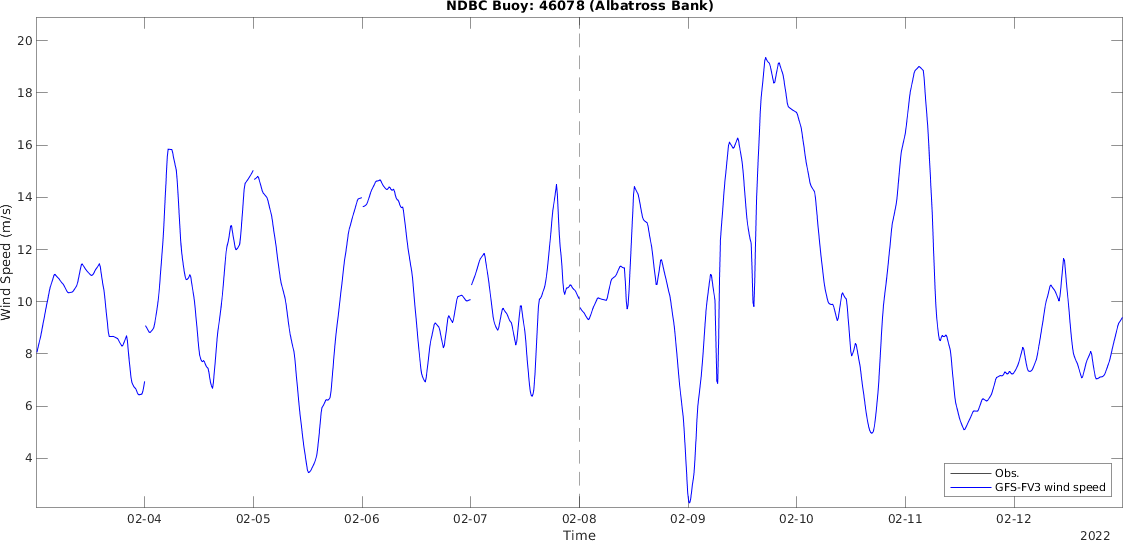 NDBC Buoy: 46078 (Albatross Bank)
20
18
16
14
12
10
8
6
4
Wind Speed (m/s)
Obs.
GFS-FV3 wind speed
02-04 02-05 02-06 02-07 02-08 02-09 02-10 02-11 02-12
Time
2022